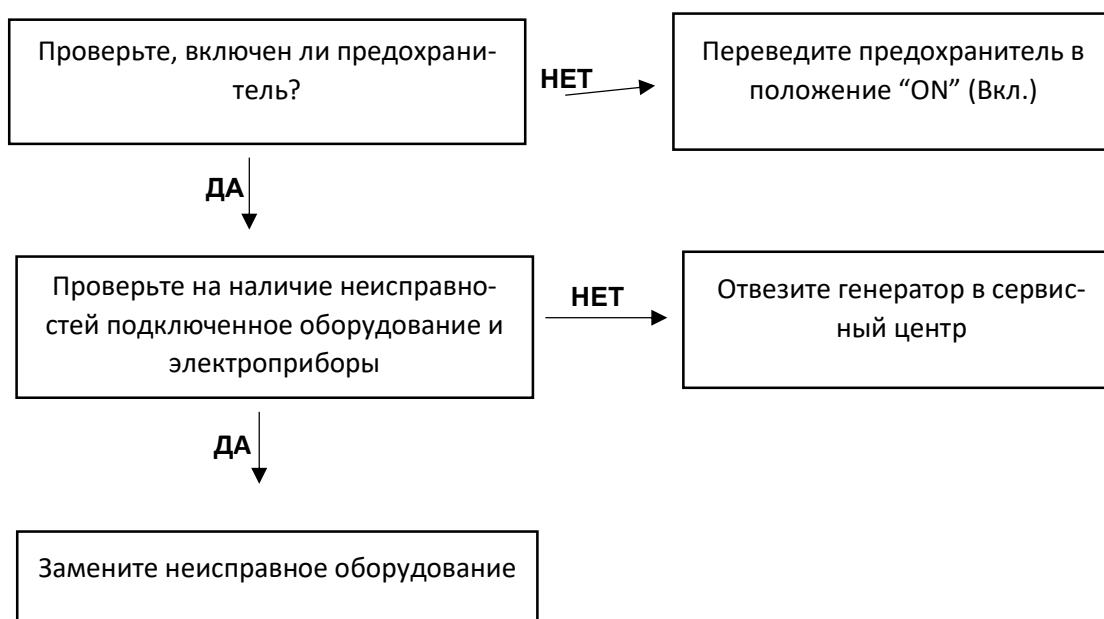 Проверьте, включен ли предохрани-
тель?
НЕТ
Переведите предохранитель в
положение “ON” (Вкл.)
ДА
Проверьте на наличие неисправно-
стей подключенное оборудование и
электроприборы
НЕТ
Отвезите генератор в сервис-
ный центр
ДА
Замените неисправное оборудование